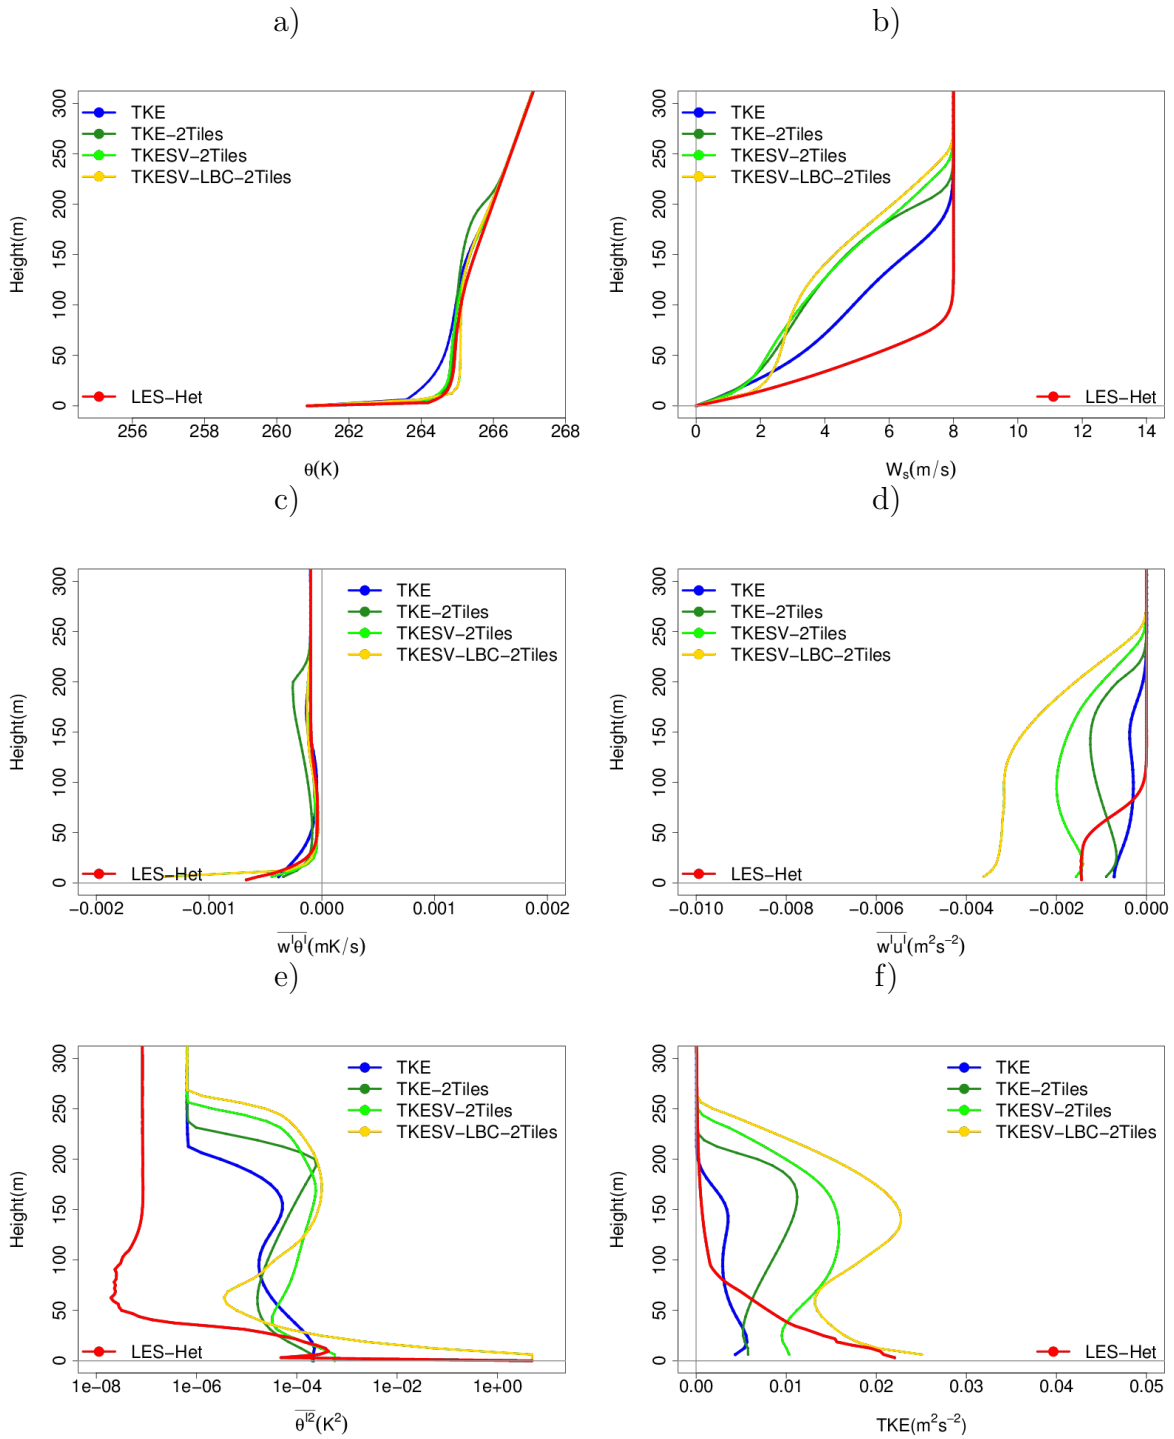 a)
300
250
200
150
100
50
0
Height(m)
TKE
TKE-2Tiles
TKESV-2Tiles
TKESV-LBC-2Tiles
LES-Het
256 258 260 262 264 266 268
θ(K)
b)
300
250
200
150
100
50
0
Height(m)
TKE
TKE-2Tiles
TKESV-2Tiles
TKESV-LBC-2Tiles
LES-Het
0 2 4 6 8 10 12 14
Wₛ(m/s)
c)
300
250
200
150
100
50
0
Height(m)
TKE
TKE-2Tiles
TKESV-2Tiles
TKESV-LBC-2Tiles
LES-Het
-0.002 -0.001 0.000 0.001 0.002
w'θ'(mK/s)
d)
300
250
200
150
100
50
0
Height(m)
TKE
TKE-2Tiles
TKESV-2Tiles
TKESV-LBC-2Tiles
LES-Het
-0.010 -0.008 -0.006 -0.004 -0.002 0.000
w'u'(m²s⁻²)
e)
300
250
200
150
100
50
0
Height(m)
TKE
TKE-2Tiles
TKESV-2Tiles
TKESV-LBC-2Tiles
LES-Het
1e-08 1e-06 1e-04 1e-02 1e+00
θ'²(K²)
f)
300
250
200
150
100
50
0
Height(m)
TKE
TKE-2Tiles
TKESV-2Tiles
TKESV-LBC-2Tiles
LES-Het
0.00 0.01 0.02 0.03 0.04 0.05
TKE(m²s⁻²)